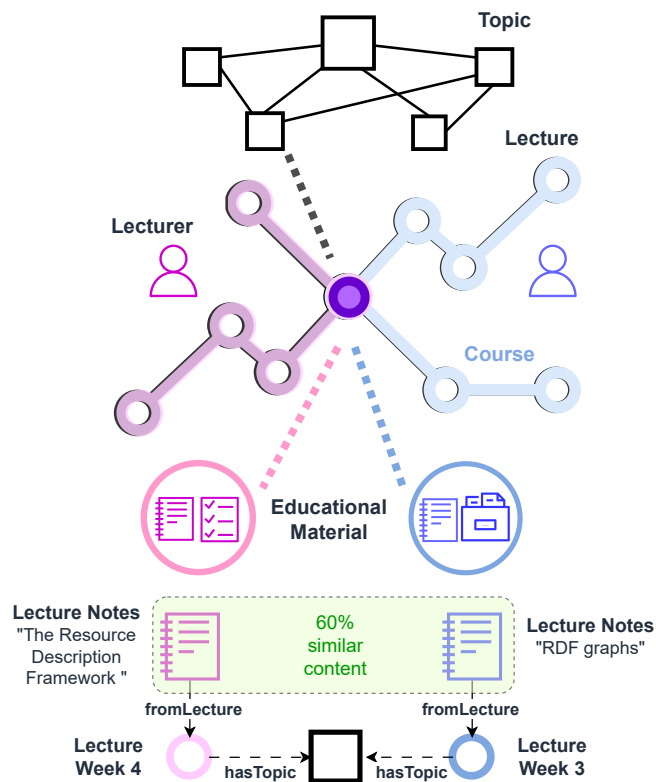 Topic
Lecture
Lecturer
Course
Educational
Material
Lecture Notes
"The Resource
Description
Framework "
60%
similar
content
Lecture Notes
"RDF graphs"
fromLecture
fromLecture
Lecture
Week 4
hasTopic
hasTopic
Lecture
Week 3